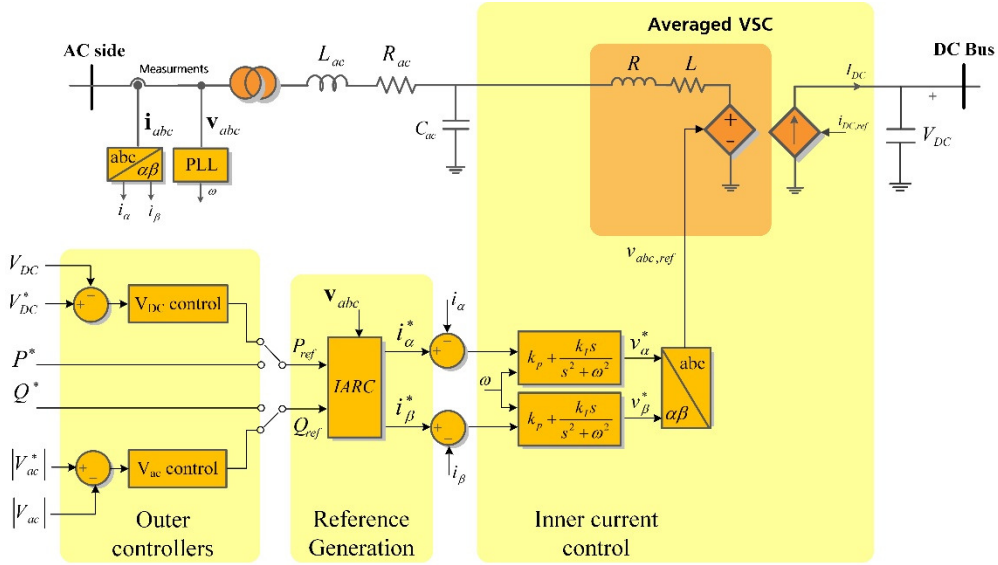 Averaged VSC
AC side
DC Bus
Measurments
L_ac
R_ac
R
L
I_DC
i_abc
v_abc
C_ac
+
-
i_DC,ref
+
V_DC
abc
αβ
PLL
ω
i_α
i_β
v_abc,ref
V_DC
−
V*_DC
+
V_DC control
v_abc
i_α
P_ref
i*_α
+
−
k_p + k_I s / (s² + ω²)
v*_α
P*
IARC
ω
abc
αβ
Q*
Q_ref
i*_β
+
−
k_p + k_I s / (s² + ω²)
v*_β
i_β
|V*_ac|
+
−
V_ac control
|V_ac|
Outer
controllers
Reference
Generation
Inner current
control